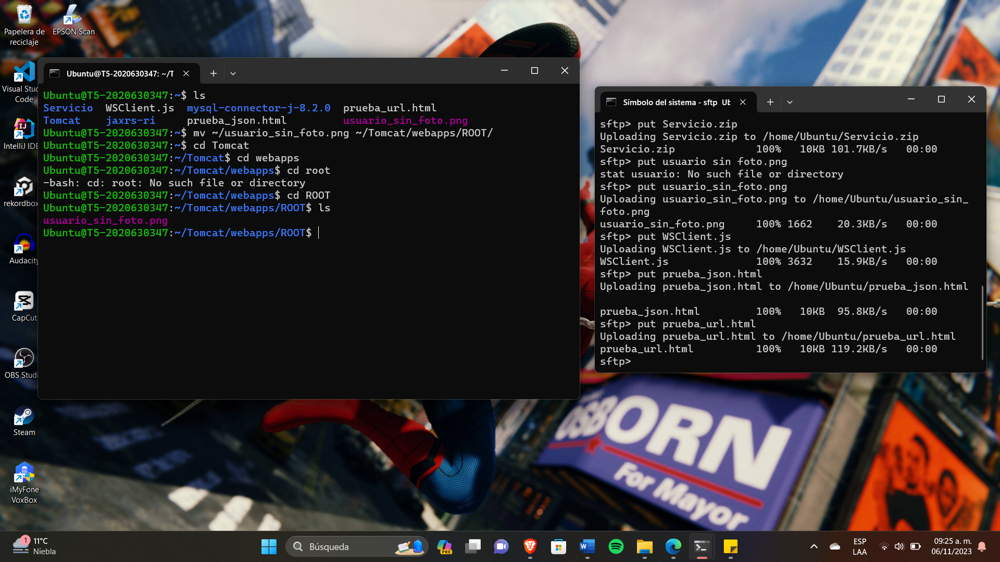 Papelera de
reciclaje
EPSON Scan
Visual Stud
Code
IntelliJ IDE
rekordbox
Audacity
CapCut
OBS Studi
Steam
iMyFone
VoxBox
Ubuntu@T5-2020630347: ~/T
Ubuntu@T5-2020630347:~$ ls
Servicio  WSClient.js  mysql-connector-j-8.2.0  prueba_url.html
Tomcat    jaxrs-ri     prueba_json.html         usuario_sin_foto.png
Ubuntu@T5-2020630347:~$ mv ~/usuario_sin_foto.png ~/Tomcat/webapps/ROOT/
Ubuntu@T5-2020630347:~$ cd Tomcat
Ubuntu@T5-2020630347:~/Tomcat$ cd webapps
Ubuntu@T5-2020630347:~/Tomcat/webapps$ cd root
-bash: cd: root: No such file or directory
Ubuntu@T5-2020630347:~/Tomcat/webapps$ cd ROOT
Ubuntu@T5-2020630347:~/Tomcat/webapps/ROOT$ ls
usuario_sin_foto.png
Ubuntu@T5-2020630347:~/Tomcat/webapps/ROOT$
Símbolo del sistema - sftp  Ub
sftp> put Servicio.zip
Uploading Servicio.zip to /home/Ubuntu/Servicio.zip
Servicio.zip             100%   10KB 101.7KB/s   00:00
sftp> put usuario sin foto.png
stat usuario: No such file or directory
sftp> put usuario_sin_foto.png
Uploading usuario_sin_foto.png to /home/Ubuntu/usuario_sin_
foto.png
usuario_sin_foto.png     100% 1662    20.3KB/s   00:00
sftp> put WSClient.js
Uploading WSClient.js to /home/Ubuntu/WSClient.js
WSClient.js              100% 3632    15.9KB/s   00:00
sftp> put prueba_json.html
Uploading prueba_json.html to /home/Ubuntu/prueba_json.html
prueba_json.html         100%   10KB  95.8KB/s   00:00
sftp> put prueba_url.html
Uploading prueba_url.html to /home/Ubuntu/prueba_url.html
prueba_url.html          100%   10KB 119.2KB/s   00:00
sftp>
OSBORN
For Mayor
1
11°C
Niebla
Búsqueda
PRE
ESP
LAA
09:25 a. m.
06/11/2023